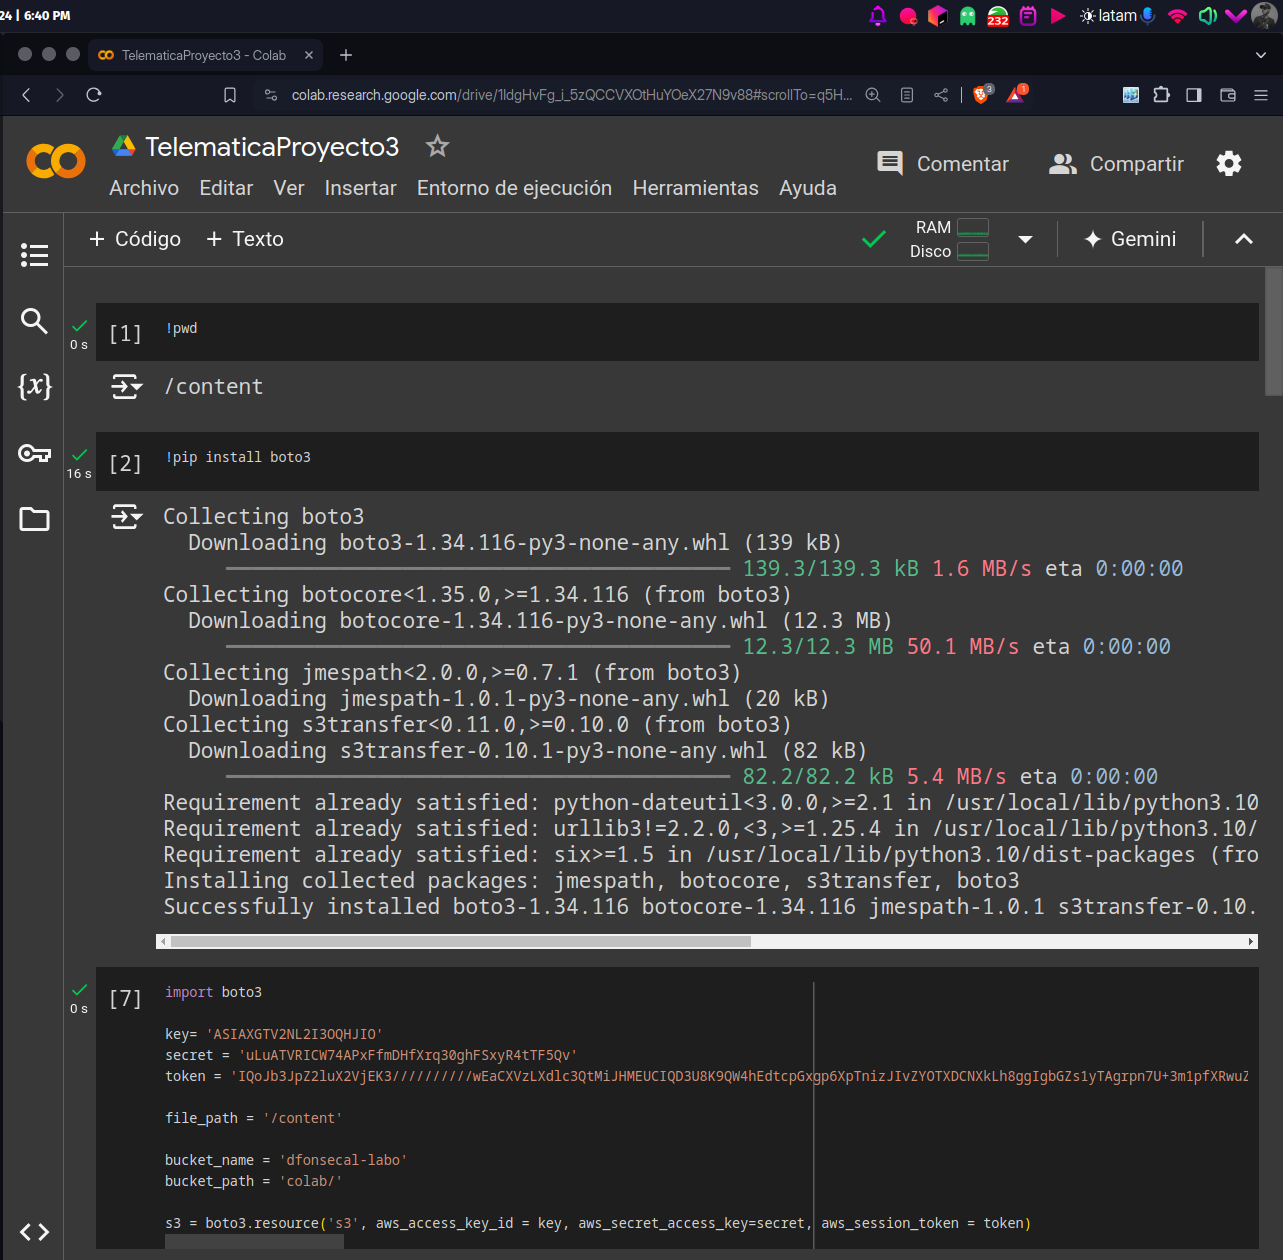 24 | 6:40 PM
232
latam
TelematicaProyecto3 - Colab
colab.research.google.com/drive/1ldgHvFg_i_5zQCCVXOtHuYOeX27N9v88#scrollTo=q5H...
3
1
TelematicaProyecto3
Comentar
Compartir
Archivo Editar Ver Insertar Entorno de ejecución Herramientas Ayuda
+ Código + Texto
RAM
Disco
Gemini
[1] !pwd
0 s
/content
[2] !pip install boto3
16 s
Collecting boto3
Downloading boto3-1.34.116-py3-none-any.whl (139 kB)
139.3/139.3 kB 1.6 MB/s eta 0:00:00
Collecting botocore<1.35.0,>=1.34.116 (from boto3)
Downloading botocore-1.34.116-py3-none-any.whl (12.3 MB)
12.3/12.3 MB 50.1 MB/s eta 0:00:00
Collecting jmespath<2.0.0,>=0.7.1 (from boto3)
Downloading jmespath-1.0.1-py3-none-any.whl (20 kB)
Collecting s3transfer<0.11.0,>=0.10.0 (from boto3)
Downloading s3transfer-0.10.1-py3-none-any.whl (82 kB)
82.2/82.2 kB 5.4 MB/s eta 0:00:00
Requirement already satisfied: python-dateutil<3.0.0,>=2.1 in /usr/local/lib/python3.10
Requirement already satisfied: urllib3!=2.2.0,<3,>=1.25.4 in /usr/local/lib/python3.10/
Requirement already satisfied: six>=1.5 in /usr/local/lib/python3.10/dist-packages (fro
Installing collected packages: jmespath, botocore, s3transfer, boto3
Successfully installed boto3-1.34.116 botocore-1.34.116 jmespath-1.0.1 s3transfer-0.10.
[7] import boto3
0 s
key= 'ASIAXGTV2NL2I3OQHJIO'
secret = 'uLuATVRICW74APxFfmDHfXrq30ghFSxyR4tTF5Qv'
token = 'IQoJb3JpZ2luX2VjEK3//////////wEaCXVzLXdlc3QtMiJHMEUCIQD3U8K9QW4hEdtcpGxgp6XpTnizJIvZYOTXDCNXkLh8ggIgbGZs1yTAgrpn7U+3m1pfXRwuZ
file_path = '/content'
bucket_name = 'dfonsecal-labo'
bucket_path = 'colab/'
s3 = boto3.resource('s3', aws_access_key_id = key, aws_secret_access_key=secret, aws_session_token = token)